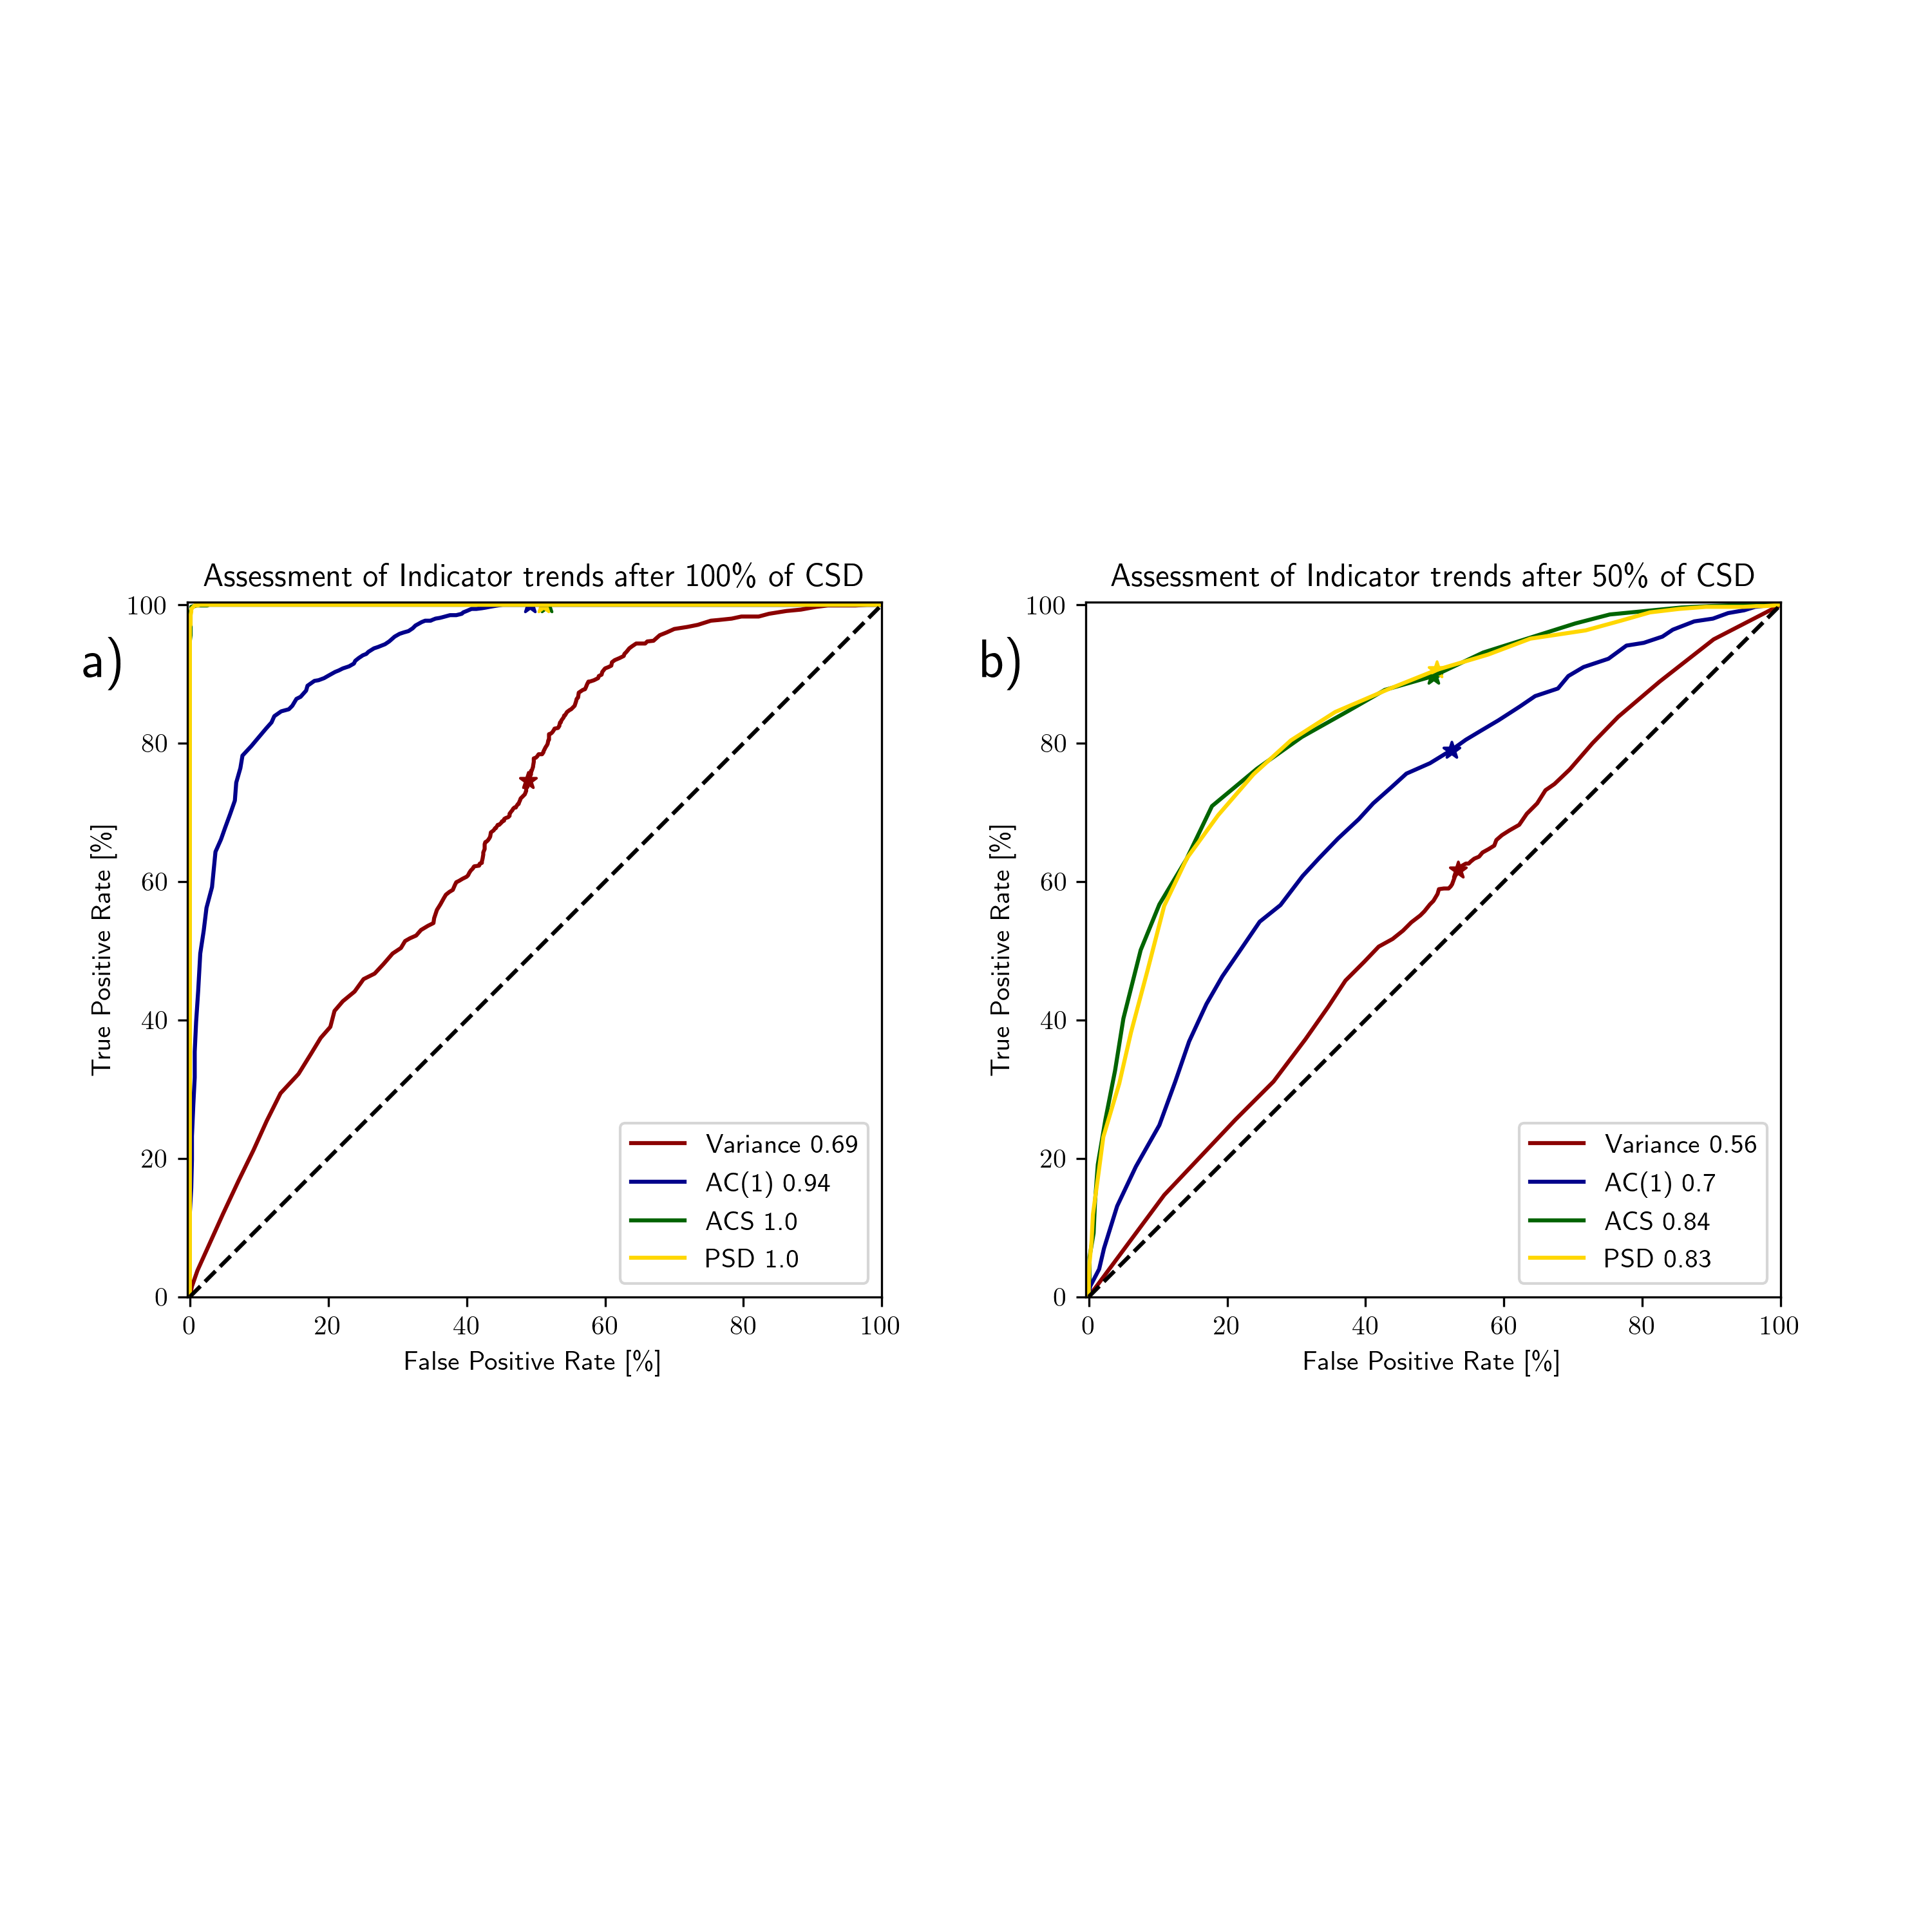 Assessment of Indicator trends after 100% of CSD
a)
True Positive Rate [%]
100
80
60
40
20
0
0 20 40 60 80 100
False Positive Rate [%]
Variance 0.69
AC(1) 0.94
ACS 1.0
PSD 1.0
Assessment of Indicator trends after 50% of CSD
b)
True Positive Rate [%]
100
80
60
40
20
0
0 20 40 60 80 100
False Positive Rate [%]
Variance 0.56
AC(1) 0.7
ACS 0.84
PSD 0.83